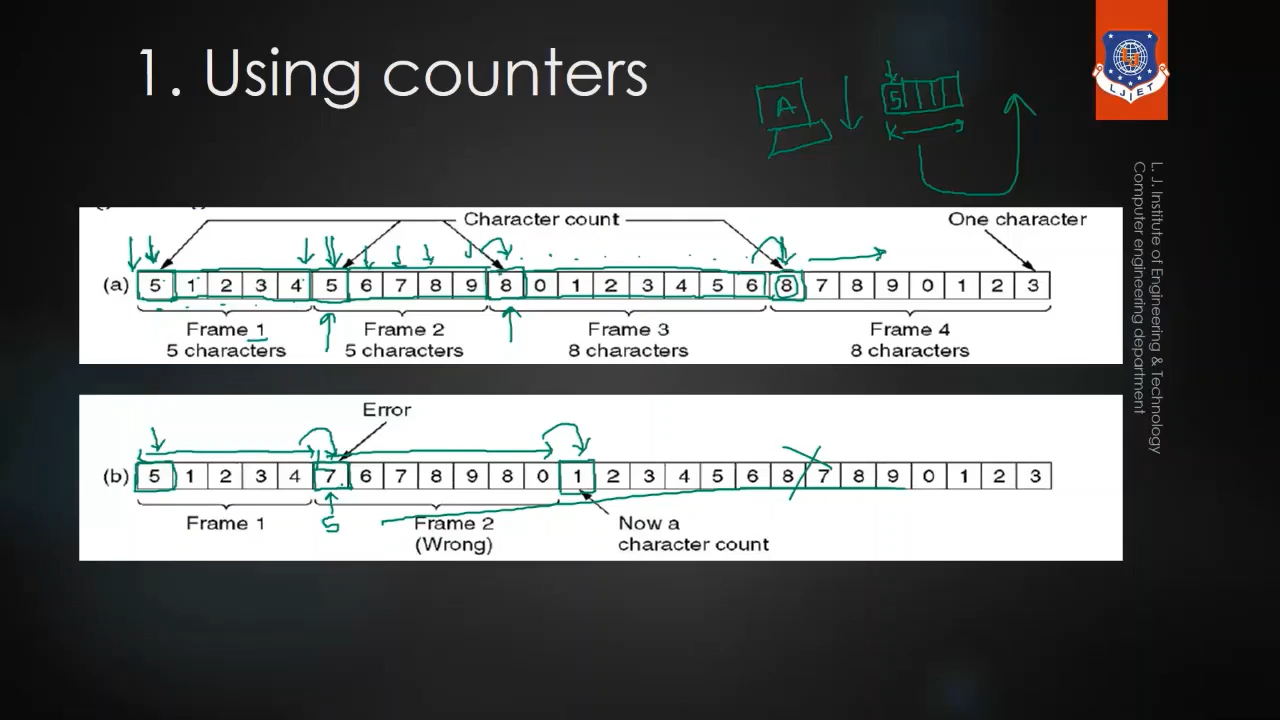 1. Using counters
A
5
K
LJIET
L. J. Institute of Engineering & Technology
Computer engineering department
Character count
One character
(a) 5 1 2 3 4 5 6 7 8 9 8 0 1 2 3 4 5 6 8 7 8 9 0 1 2 3
Frame 1 Frame 2 Frame 3 Frame 4
5 characters 5 characters 8 characters 8 characters
Error
(b) 5 1 2 3 4 7 6 7 8 9 8 0 1 2 3 4 5 6 8 7 8 9 0 1 2 3
5
Frame 1 Frame 2 Now a
(Wrong) character count